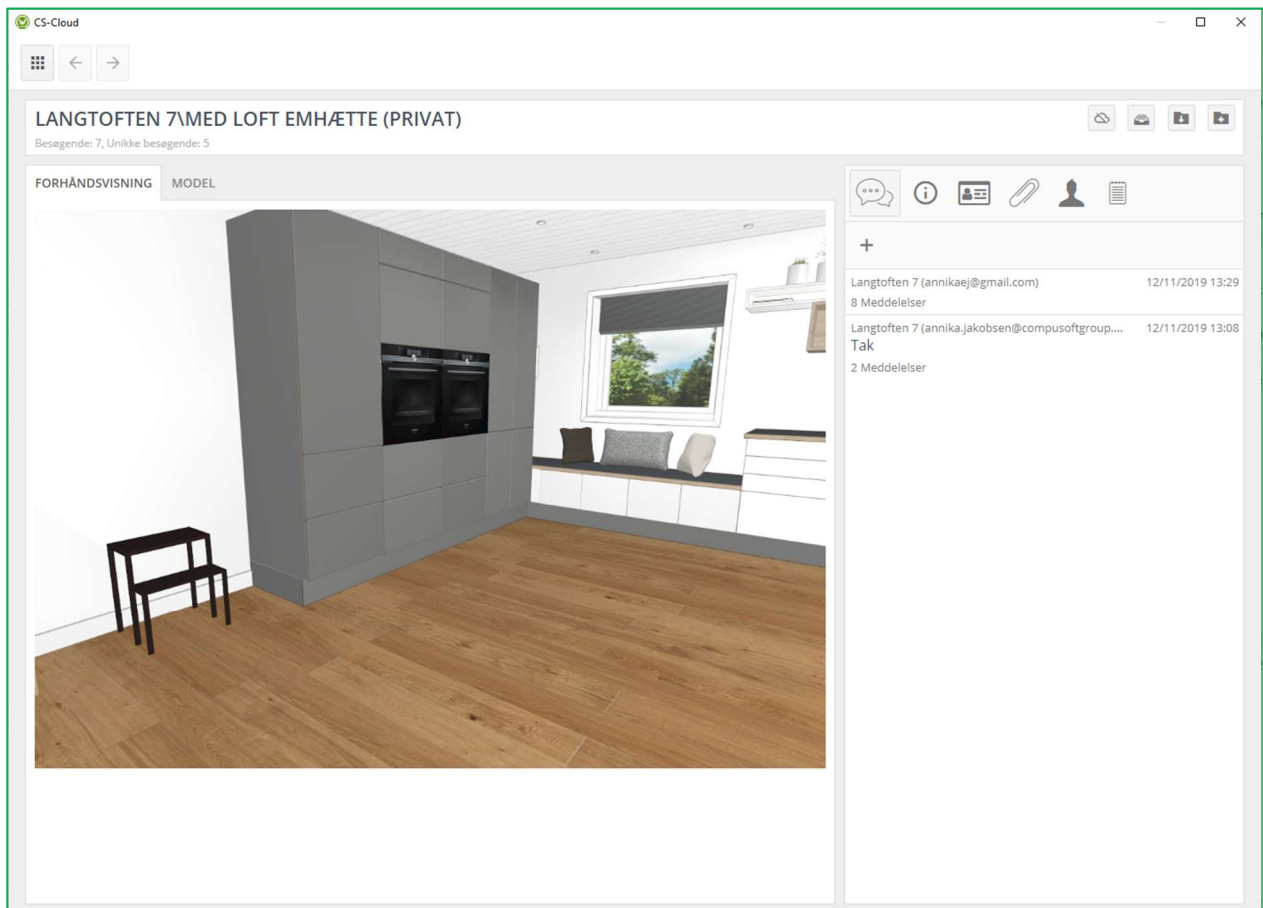 CS-Cloud
LANGTOFTEN 7\MED LOFT EMHÆTTE (PRIVAT)
Besøgende: 7, Unikke besøgende: 5
FORHÅNDSVISNING MODEL
Langtoften 7 (annikaej@gmail.com) 12/11/2019 13:29
8 Meddelelser
Langtoften 7 (annika.jakobsen@compusoftgroup.... 12/11/2019 13:08
Tak
2 Meddelelser